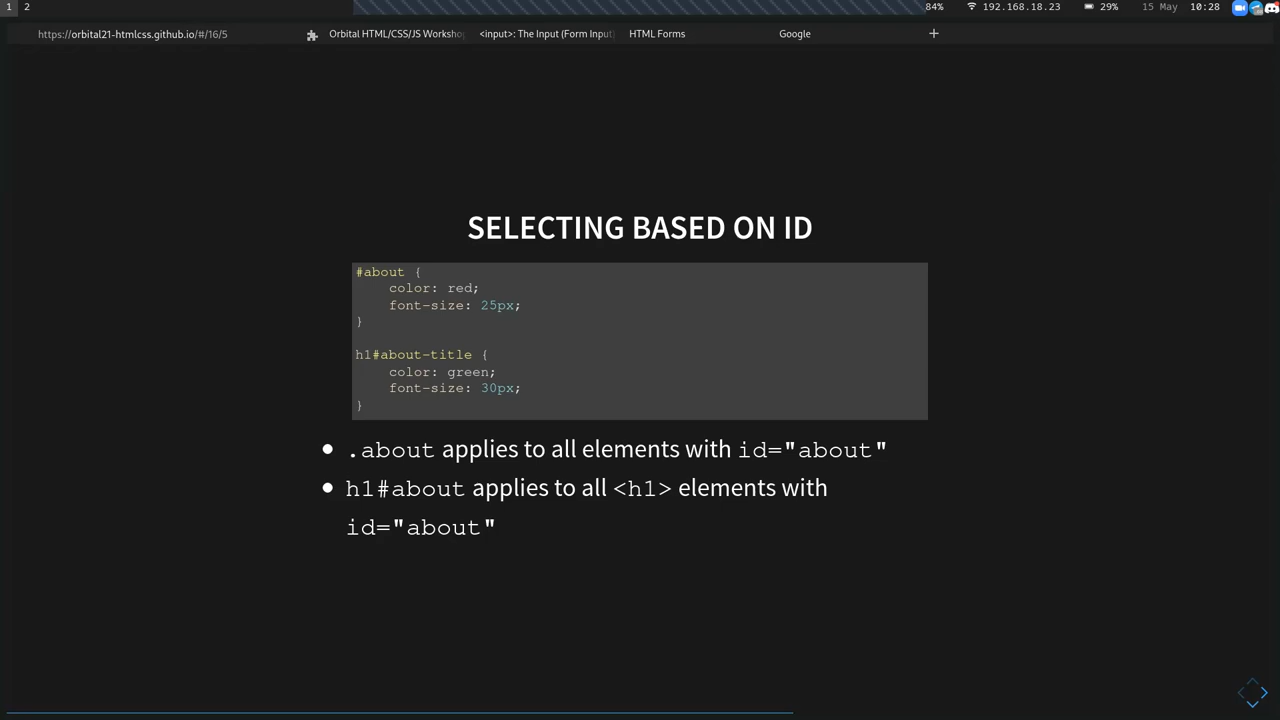 1 2 84% 192.168.18.23 29% 15 May 10:28
https://orbital21-htmlcss.github.io/#/16/5 Orbital HTML/CSS/JS Workshop <input>: The Input (Form Input) HTML Forms Google +
SELECTING BASED ON ID
#about {
    color: red;
    font-size: 25px;
}
h1#about-title {
    color: green;
    font-size: 30px;
}
.about applies to all elements with id="about"
h1#about applies to all <h1> elements with
id="about"